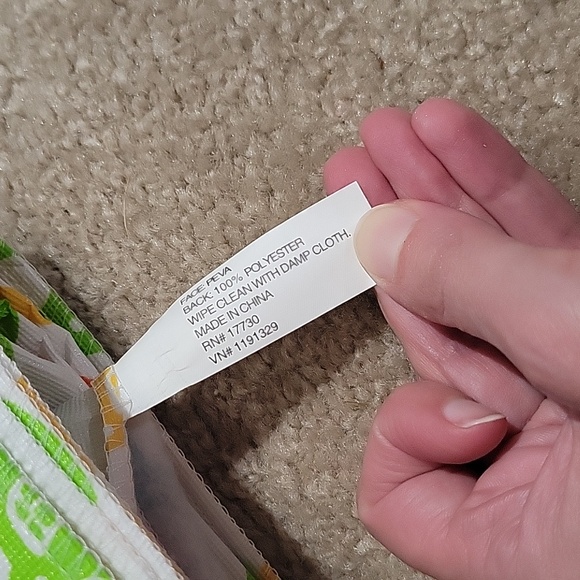 FACE: PEVA
BACK: 100% POLYESTER
WIPE CLEAN WITH DAMP CLOTH.
MADE IN CHINA
RN# 17730
VN# 1191329